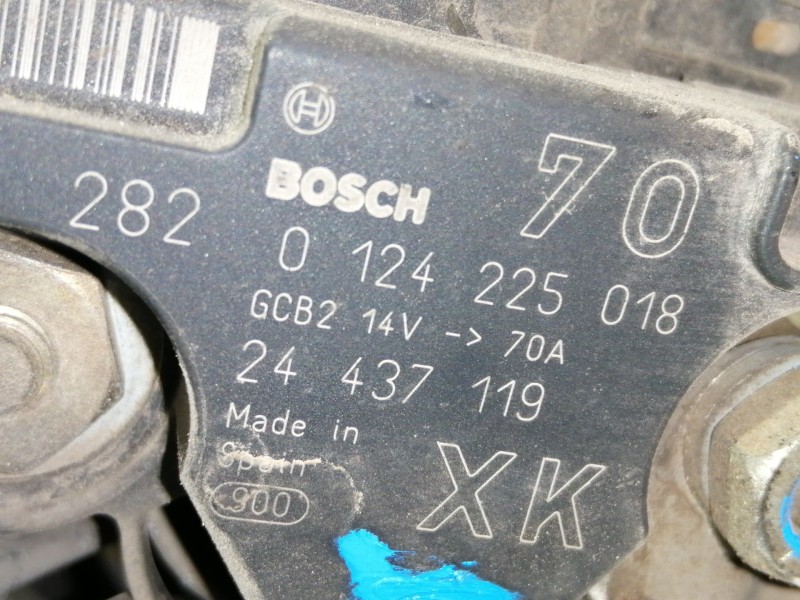 BOSCH 70
282 0 124 225 018
GCB2 14V -> 70A
24 437 119
Made in
Spain
900
XK